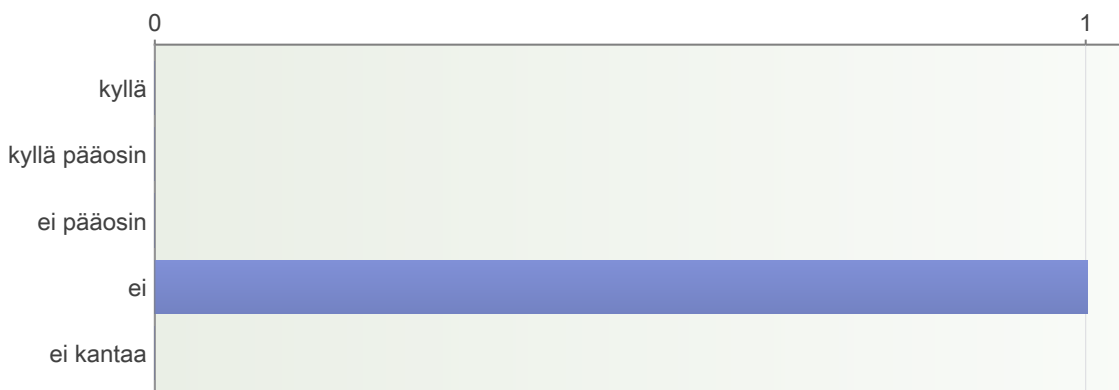 0 1
kyllä
kyllä pääosin
ei pääosin
ei
ei kantaa